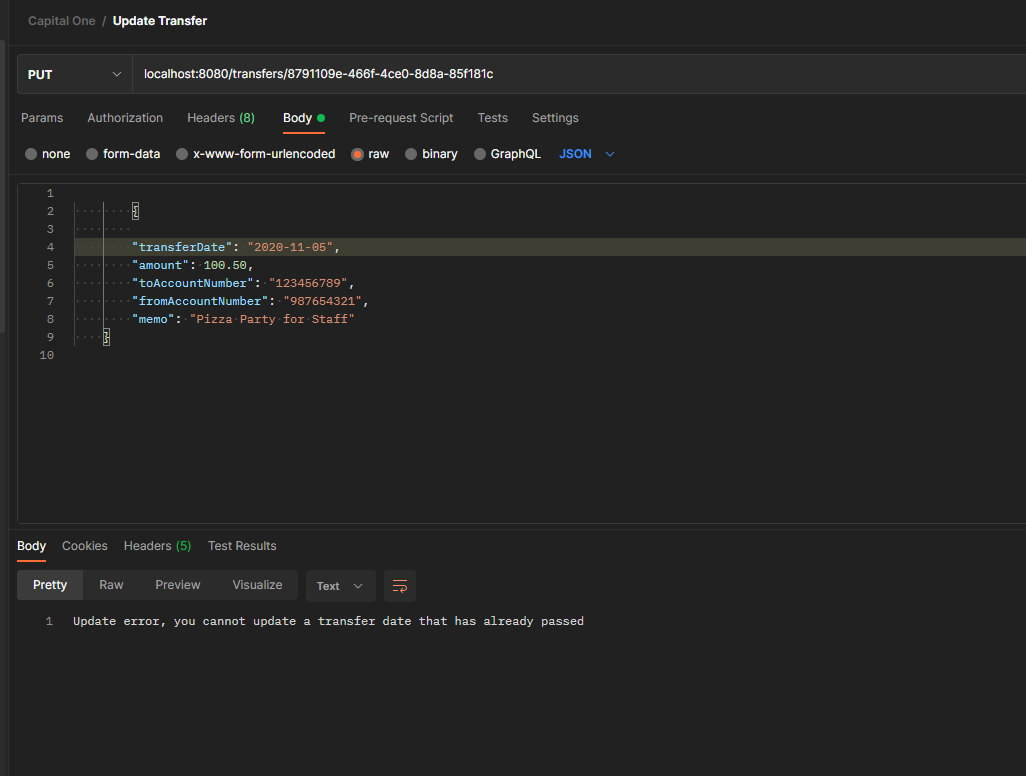 Capital One / Update Transfer
PUT localhost:8080/transfers/8791109e-466f-4ce0-8d8a-85f181c
Params Authorization Headers (8) Body Pre-request Script Tests Settings
none form-data x-www-form-urlencoded raw binary GraphQL JSON
1
2 {
3
4 "transferDate": "2020-11-05",
5 "amount": 100.50,
6 "toAccountNumber": "123456789",
7 "fromAccountNumber": "987654321",
8 "memo": "Pizza Party for Staff"
9 }
10
Body Cookies Headers (5) Test Results
Pretty Raw Preview Visualize Text
1 Update error, you cannot update a transfer date that has already passed